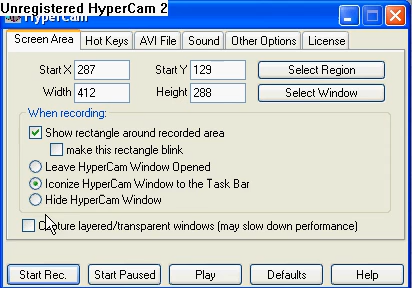 Unregistered HyperCam 2
HyperCam
Screen Area Hot Keys AVI File Sound Other Options License
Start X 287 Start Y 129 Select Region
Width 412 Height 288 Select Window
When recording:
Show rectangle around recorded area
make this rectangle blink
Leave HyperCam Window Opened
Iconize HyperCam Window to the Task Bar
Hide HyperCam Window
Capture layered/transparent windows (may slow down performance)
Start Rec. Start Paused Play Defaults Help